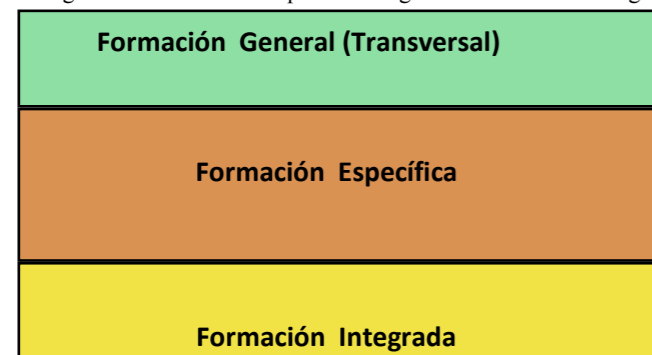 Formación General (Transversal)
Formación Específica
Formación Integrada